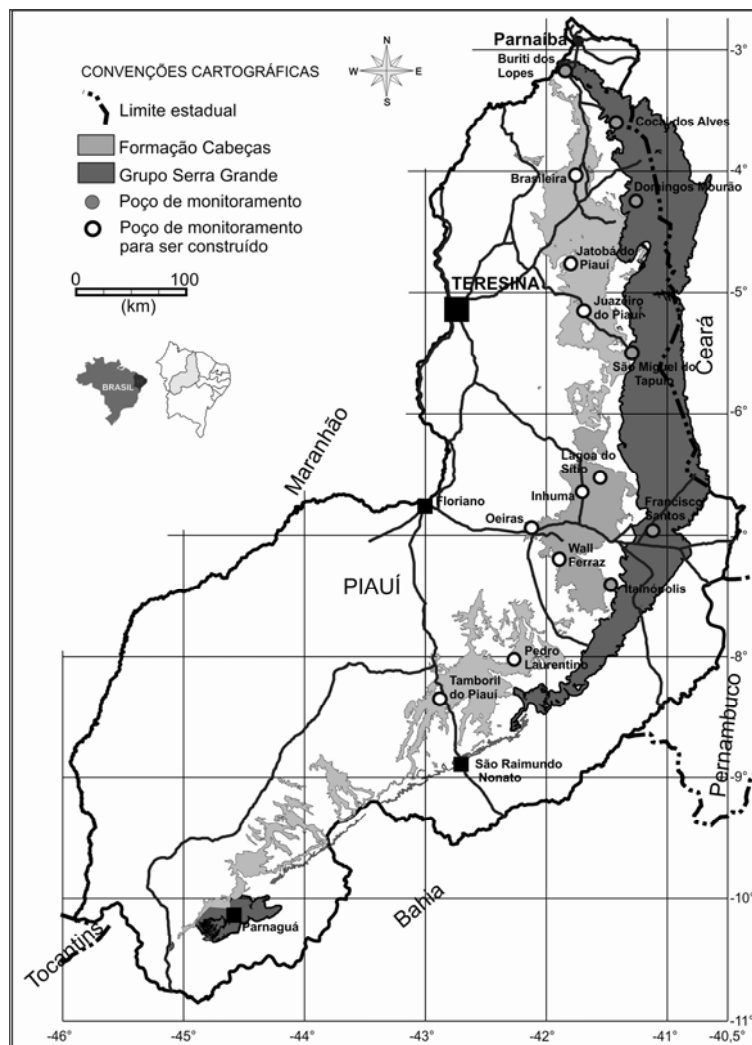 CONVENÇÕES CARTOGRÁFICAS
Limite estadual
Formação Cabeças
Grupo Serra Grande
Poço de monitoramento
Poço de monitoramento
para ser construído
0
100
(km)
BRASIL
N
W
E
S
Parnaíba
Buriti dos
Lopes
Cocal dos Alves
Brasileira
Domingos Mourão
Jatobá do
Piauí
TERESINA
Juazeiro
do Piauí
São Miguel do
Tapuio
Ceará
Maranhão
Lagoa do
Sítio
Floriano
Inhuma
Francisco
Santos
Oeiras
Wall
Ferraz
PIAUÍ
Itainópolis
Pedro
Laurentino
Tamboril
do Piauí
São Raimundo
Nonato
Pernambuco
Bahia
Parnaguá
Tocantins
-3°
-4°
-5°
-6°
-7°
-8°
-9°
-10°
-11°
-46°
-45°
-44°
-43°
-42°
-41°
-40,5°